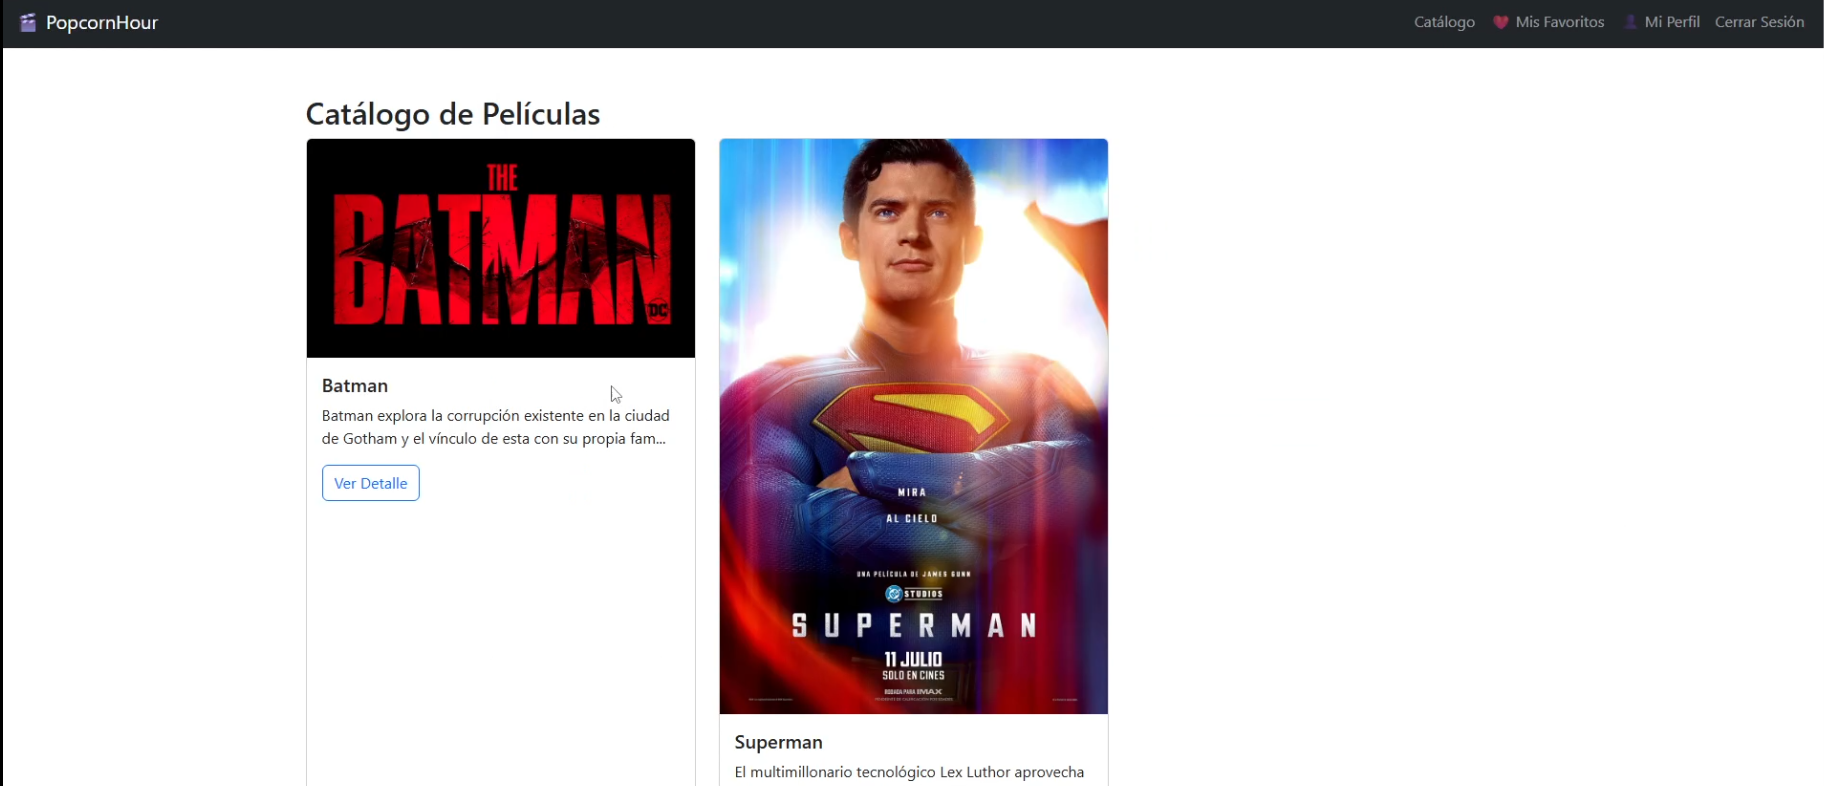 PopcornHour
Catálogo
Mis Favoritos
Mi Perfil
Cerrar Sesión
Catálogo de Películas
THE
BATMAN
DC
Batman
Batman explora la corrupción existente en la ciudad
de Gotham y el vínculo de esta con su propia fam...
Ver Detalle
MIRA
AL CIELO
UNA PELÍCULA DE JAMES GUNN
DC STUDIOS
SUPERMAN
11 JULIO
SOLO EN CINES
RODADA PARA IMAX
Superman
El multimillonario tecnológico Lex Luthor aprovecha